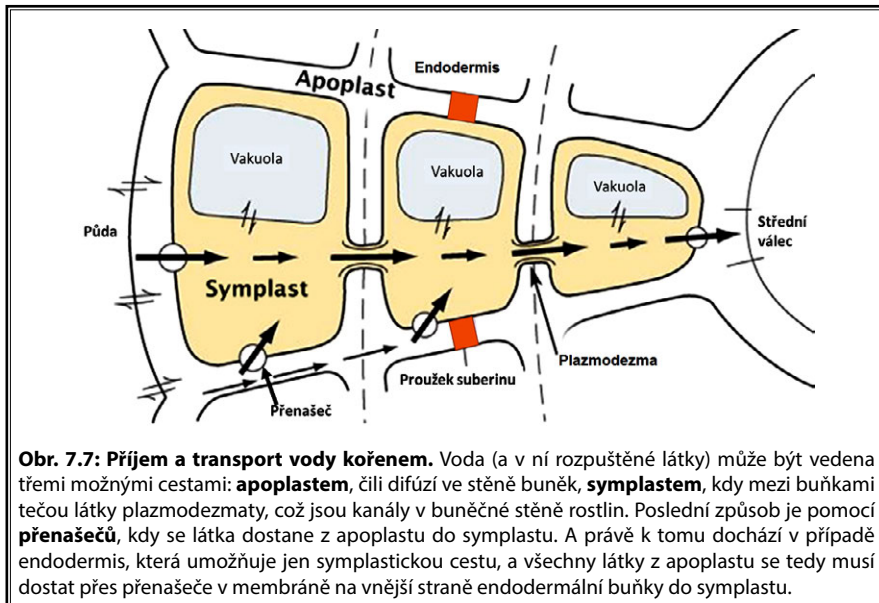 Endodermis
Apoplast
Vakuola
Vakuola
Vakuola
Půda
Střední
válec
Symplast
Plazmodezma
Proužek suberinu
Přenašeč
Obr. 7.7: Příjem a transport vody kořenem. Voda (a v ní rozpuštěné látky) může být vedena
třemi možnými cestami: apoplastem, čili difúzí ve stěně buněk, symplastem, kdy mezi buňkami
tečou látky plazmodezmaty, což jsou kanály v buněčné stěně rostlin. Poslední způsob je pomocí
přenašečů, kdy se látka dostane z apoplastu do symplastu. A právě k tomu dochází v případě
endodermis, která umožňuje jen symplastickou cestu, a všechny látky z apoplastu se tedy musí
dostat přes přenašeče v membráně na vnější straně endodermální buňky do symplastu.